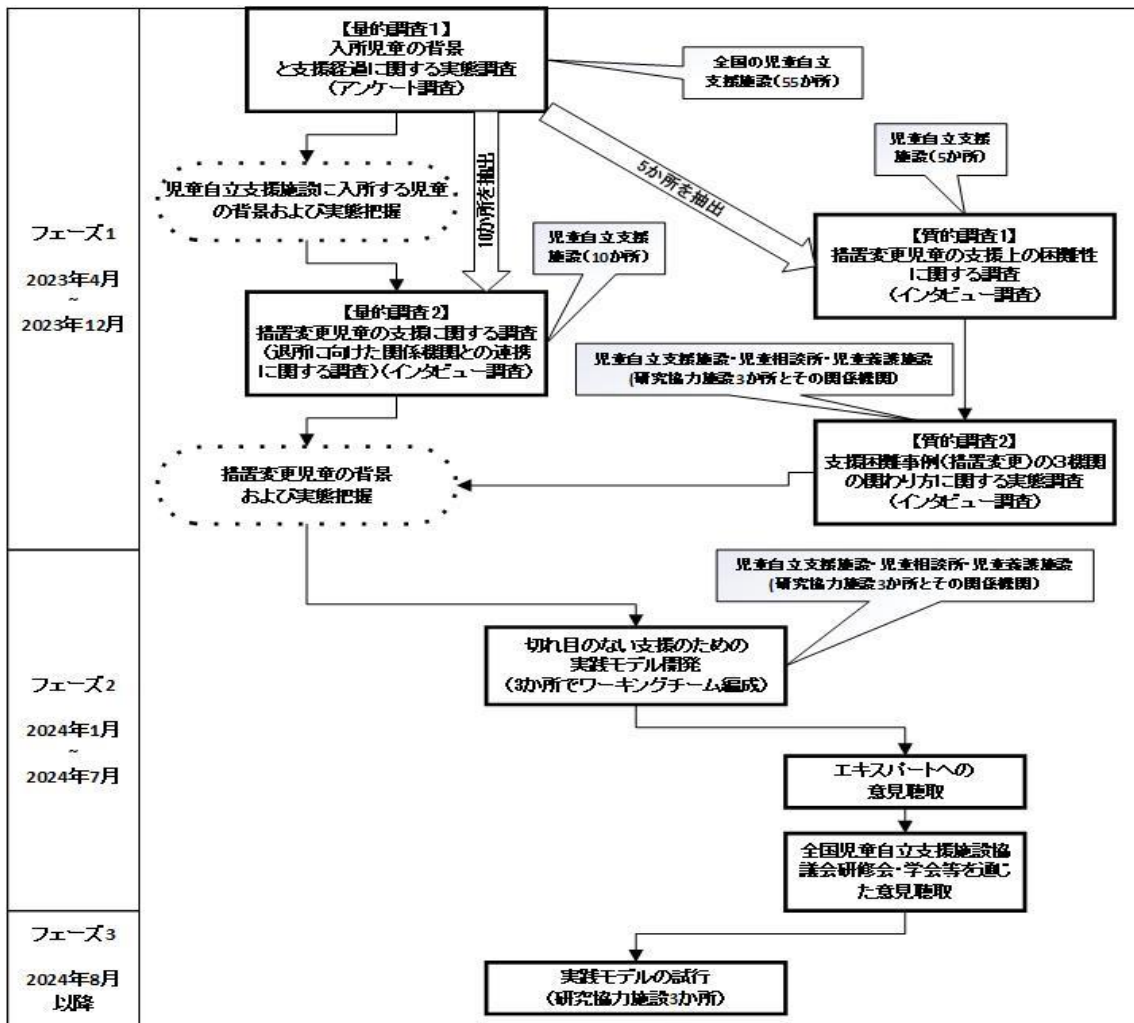 【量的調査1】
入所児童の背景
と支援経過に関する実態調査
（アンケート調査）
全国の児童自立
支援施設(55か所)
児童自立支援
施設(5か所)
10か所を抽出
5か所を抽出
児童自立支援施設に入所する児童
の背景および実態把握
児童自立支援
施設(10か所)
【質的調査1】
措置変更児童の支援上の困難性
に関する調査
（インタビュー調査）
フェーズ1
2023年4月
~
2023年12月
【量的調査2】
措置変更児童の支援に関する調査
（退所に向けた関係機関との連携
に関する調査）（インタビュー調査）
児童自立支援施設・児童相談所・児童養護施設
(研究協力施設3か所とその関係機関)
【質的調査2】
支援困難事例（措置変更）の３機関
の関わり方に関する実態調査
（インタビュー調査）
措置変更児童の背景
および実態把握
児童自立支援施設・児童相談所・児童養護施設
(研究協力施設3か所とその関係機関)
フェーズ2
2024年1月
~
2024年7月
切れ目のない支援のための
実践モデル開発
（3か所でワーキングチーム編成）
エキスパートへの
意見聴取
全国児童自立支援施設協
議会研修会・学会等を通じ
た意見聴取
フェーズ3
2024年8月
以降
実践モデルの試行
（研究協力施設3か所）